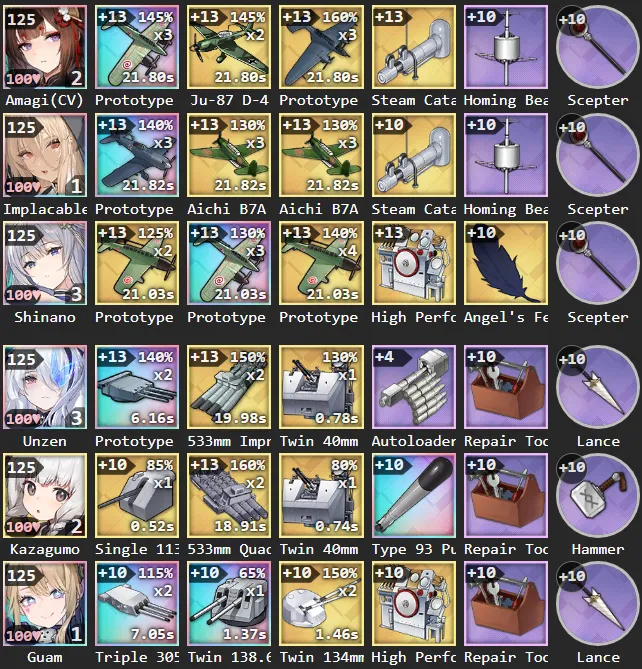 125 +13 145% +13 145% +13 160% +13 +10 +10
x3 x2 x3
100♥ 2 21.80s 21.80s 21.80s
Amagi(CV) Prototype Ju-87 D-4 Prototype Steam Cata Homing Bea Scepter
125 +13 140% +13 130% +13 130% +10 +10 +10
x3 x3 x3
100♥ 1 21.82s 21.82s 21.82s
Implacable Prototype Aichi B7A Aichi B7A Steam Cata Homing Bea Scepter
125 +13 125% +13 130% +13 140% +13 +10 +10
x2 x3 x4
100♥ 3 21.03s 21.03s 21.03s
Shinano Prototype Prototype Prototype High Perfo Angel's Fe Scepter
125 +13 140% +13 150% 130% +4 +10 +10
x2 x2 x1
100♥ 3 6.16s 19.98s 0.78s
Unzen Prototype 533mm Impr Twin 40mm Autoloader Repair Too Lance
125 +10 85% +13 160% 80% +10 +10 +10
x1 x2 x1
100♥ 2 0.52s 18.91s 0.74s
Kazagumo Single 113 533mm Quad Twin 40mm Type 93 Pu Repair Too Hammer
125 +10 115% +10 65% +10 150% +10 +10 +10
x2 x1 x2
100♥ 1 7.05s 1.37s 1.46s
Guam Triple 305 Twin 138.6 Twin 134mm High Perfo Repair Too Lance